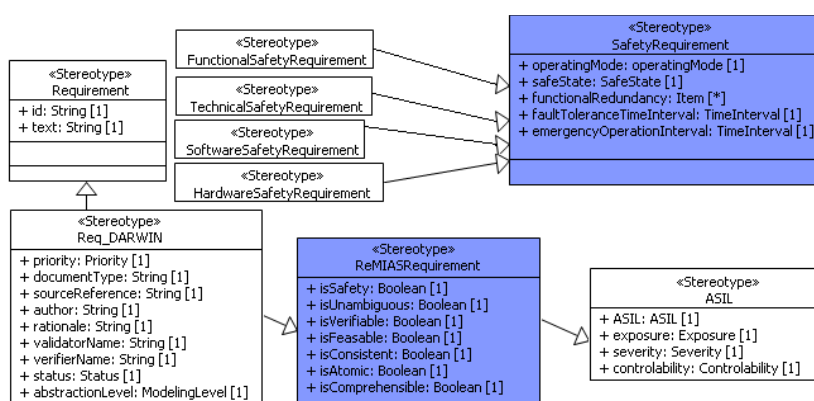 «Stereotype»
FunctionalSafetyRequirement
«Stereotype»
SafetyRequirement
+ operatingMode: operatingMode [1]
+ safeState: SafeState [1]
+ functionalRedundancy: Item [*]
+ faultToleranceTimeInterval: TimeInterval [1]
+ emergencyOperationInterval: TimeInterval [1]
«Stereotype»
Requirement
+ id: String [1]
+ text: String [1]
«Stereotype»
TechnicalSafetyRequirement
«Stereotype»
SoftwareSafetyRequirement
«Stereotype»
HardwareSafetyRequirement
«Stereotype»
Req_DARWIN
+ priority: Priority [1]
+ documentType: String [1]
+ sourceReference: String [1]
+ author: String [1]
+ rationale: String [1]
+ validatorName: String [1]
+ verifierName: String [1]
+ status: Status [1]
+ abstractionLevel: ModelingLevel [1]
«Stereotype»
ReMIASRequirement
+ isSafety: Boolean [1]
+ isUnambiguous: Boolean [1]
+ isVerifiable: Boolean [1]
+ isFeasable: Boolean [1]
+ isConsistent: Boolean [1]
+ isAtomic: Boolean [1]
+ isComprehensible: Boolean [1]
«Stereotype»
ASIL
+ ASIL: ASIL [1]
+ exposure: Exposure [1]
+ severity: Severity [1]
+ controlability: Controlability [1]